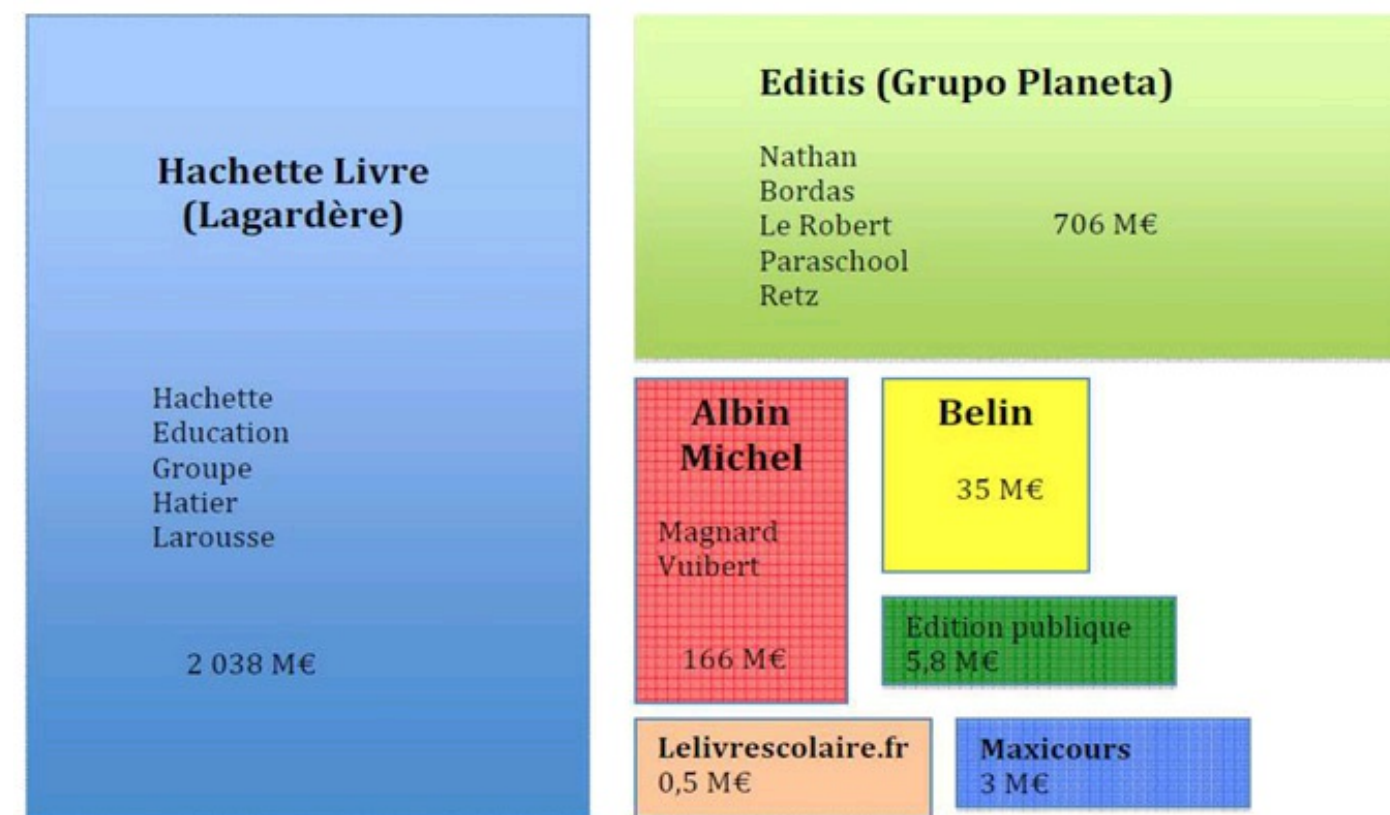 Hachette Livre
(Lagardère)
Hachette
Education
Groupe
Hatier
Larousse
2 038 M€
Editis (Grupo Planeta)
Nathan
Bordas
Le Robert
Paraschool
Retz
706 M€
Albin
Michel
Magnard
Vuibert
166 M€
Belin
35 M€
Edition publique
5,8 M€
Lelivrescolaire.fr
0,5 M€
Maxicours
3 M€